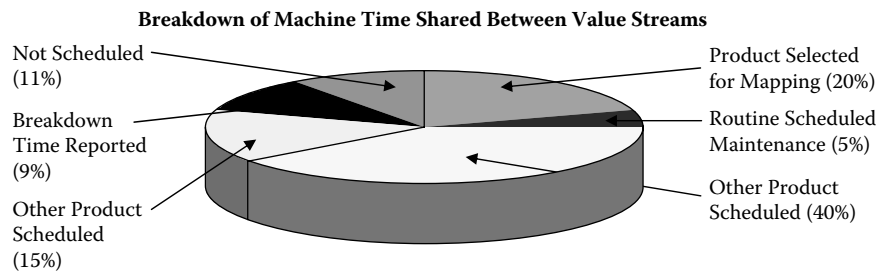 Breakdown of Machine Time Shared Between Value Streams
Not Scheduled
(11%)
Breakdown
Time Reported
(9%)
Other Product
Scheduled
(15%)
Product Selected
for Mapping (20%)
Routine Scheduled
Maintenance (5%)
Other Product
Scheduled (40%)